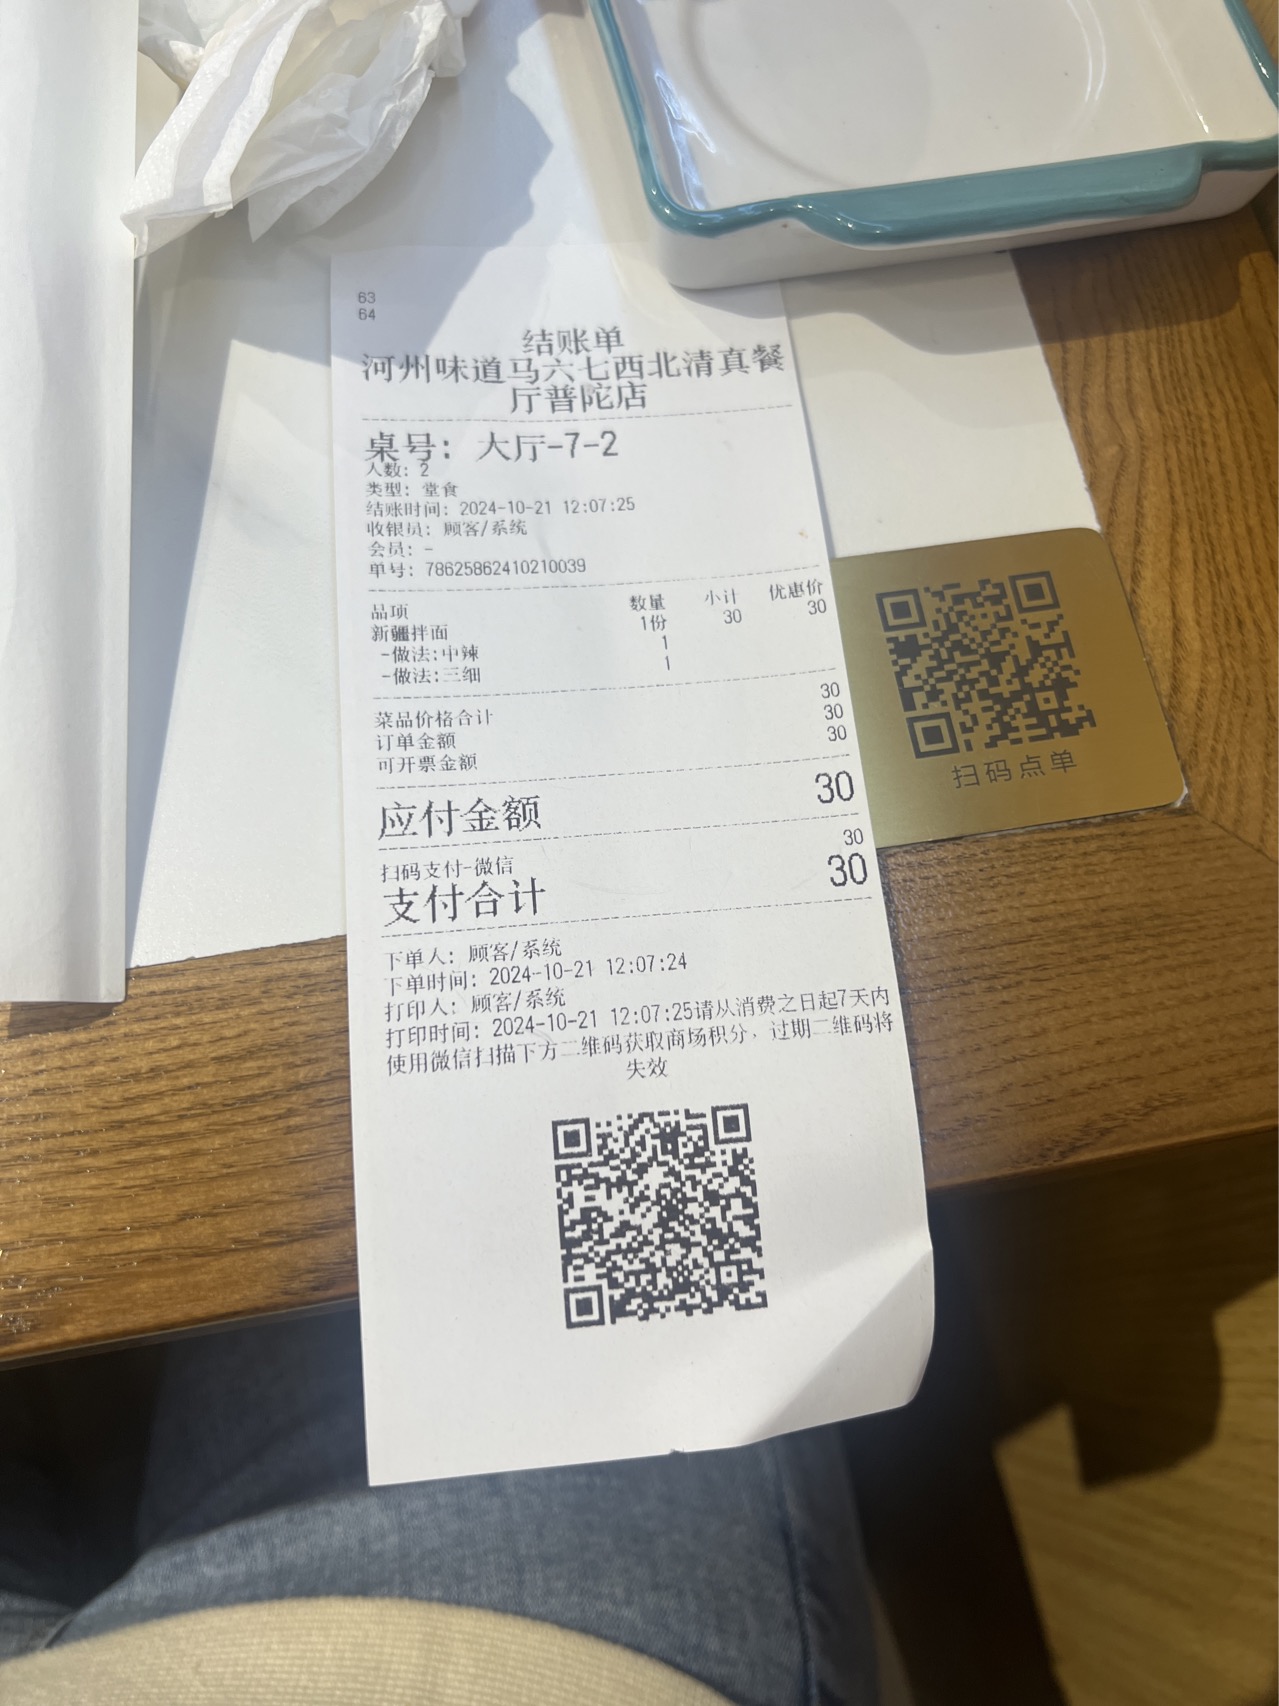 63
64
结账单
河州味道马六七西北清真餐
厅普陀店
桌号: 大厅-7-2
人数: 2
类型: 堂食
结账时间: 2024-10-21 12:07:25
收银员: 顾客/系统
会员: -
单号: 78625862410210039
品项 数量 小计 优惠价
新疆拌面 1份 30 30
-做法:中辣 1
-做法:三细 1
菜品价格合计 30
订单金额 30
可开票金额 30
应付金额 30
扫码支付-微信 30
支付合计 30
下单人: 顾客/系统
下单时间: 2024-10-21 12:07:24
打印人: 顾客/系统
打印时间: 2024-10-21 12:07:25请从消费之日起7天内
使用微信扫描下方二维码获取商场积分, 过期二维码将
失效
扫码点单